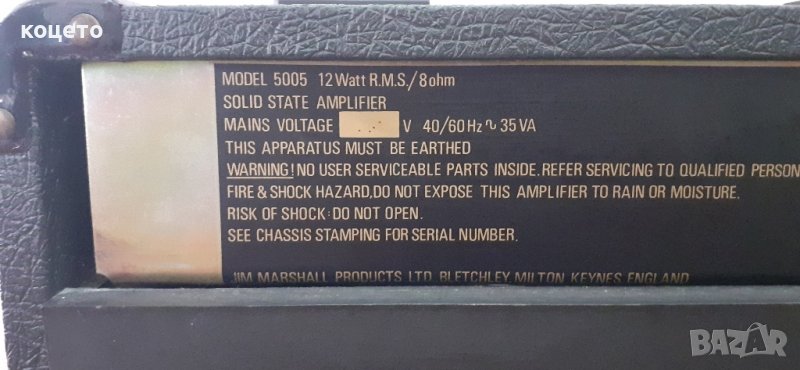 коцето
MODEL 5005 12Watt R.M.S./8ohm
SOLID STATE AMPLIFIER
MAINS VOLTAGE V 40/60Hz ∿ 35VA
THIS APPARATUS MUST BE EARTHED
WARNING! NO USER SERVICEABLE PARTS INSIDE. REFER SERVICING TO QUALIFIED PERSON
FIRE & SHOCK HAZARD. DO NOT EXPOSE THIS AMPLIFIER TO RAIN OR MOISTURE.
RISK OF SHOCK: DO NOT OPEN.
SEE CHASSIS STAMPING FOR SERIAL NUMBER.
JIM MARSHALL PRODUCTS LTD. BLETCHLEY MILTON KEYNES ENGLAND
BAZAR